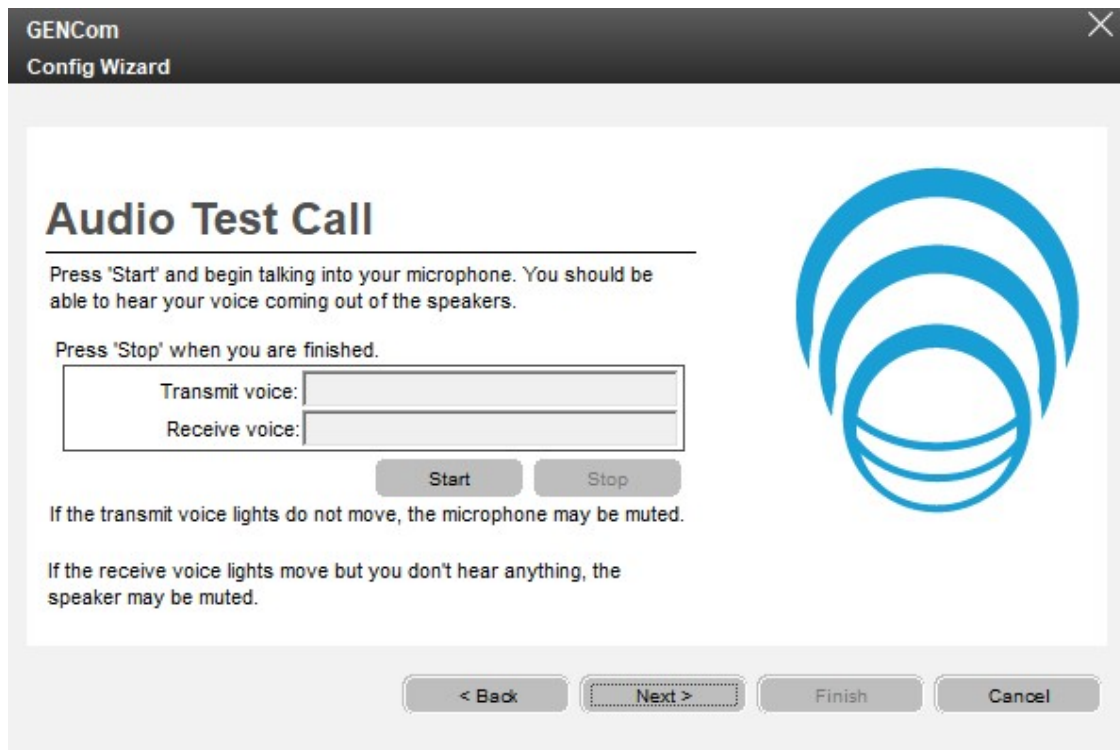 GENCom
Config Wizard
Audio Test Call
Press 'Start' and begin talking into your microphone. You should be
able to hear your voice coming out of the speakers.
Press 'Stop' when you are finished.
Transmit voice:
Receive voice:
Start Stop
If the transmit voice lights do not move, the microphone may be muted.
If the receive voice lights move but you don't hear anything, the
speaker may be muted.
< Back Next > Finish Cancel